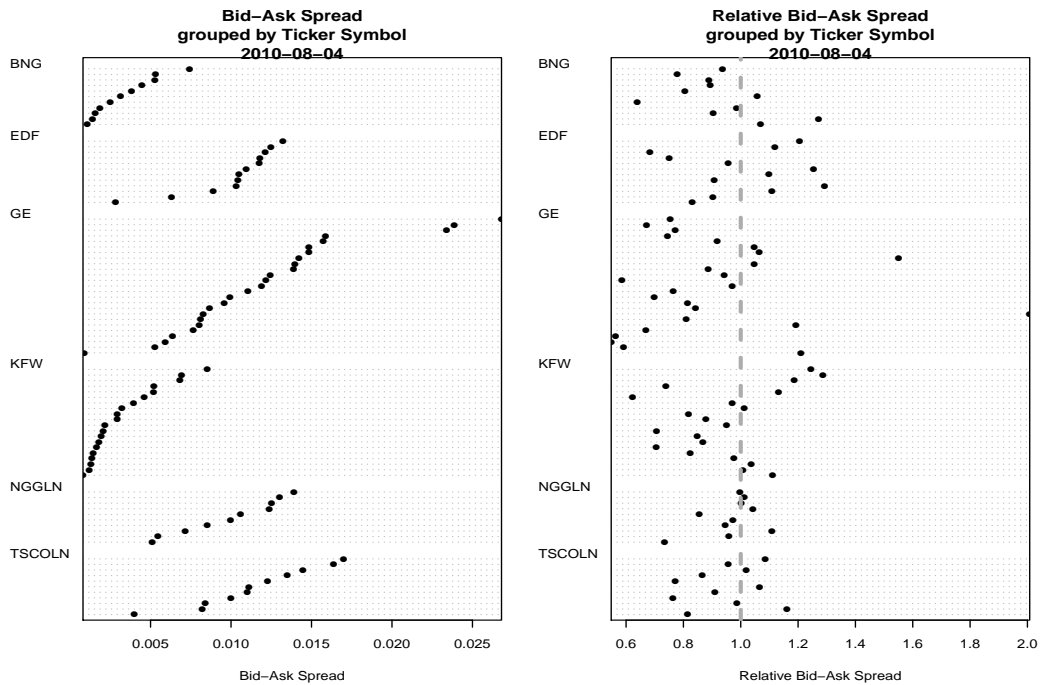 Bid−Ask Spread
grouped by Ticker Symbol
2010−08−04
BNG
EDF
GE
KFW
NGGLN
TSCOLN
0.005 0.010 0.015 0.020 0.025
Bid−Ask Spread
Relative Bid−Ask Spread
grouped by Ticker Symbol
2010−08−04
BNG
EDF
GE
KFW
NGGLN
TSCOLN
0.6 0.8 1.0 1.2 1.4 1.6 1.8 2.0
Relative Bid−Ask Spread